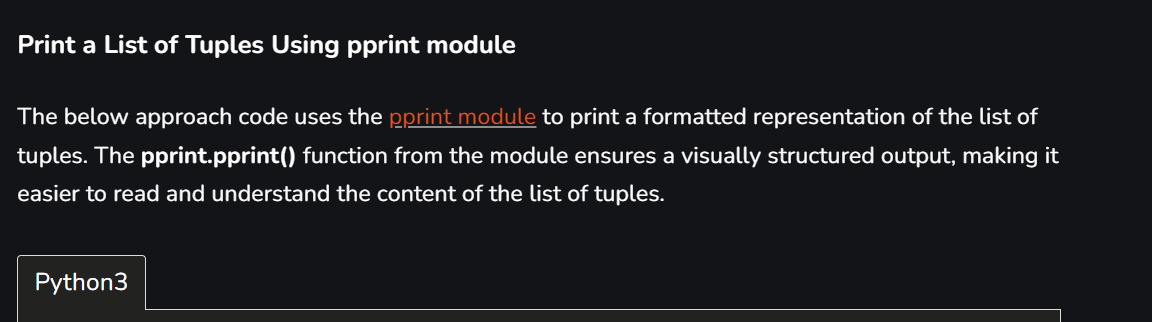 Print a List of Tuples Using pprint module
The below approach code uses the pprint module to print a formatted representation of the list of
tuples. The pprint.pprint() function from the module ensures a visually structured output, making it
easier to read and understand the content of the list of tuples.
Python3